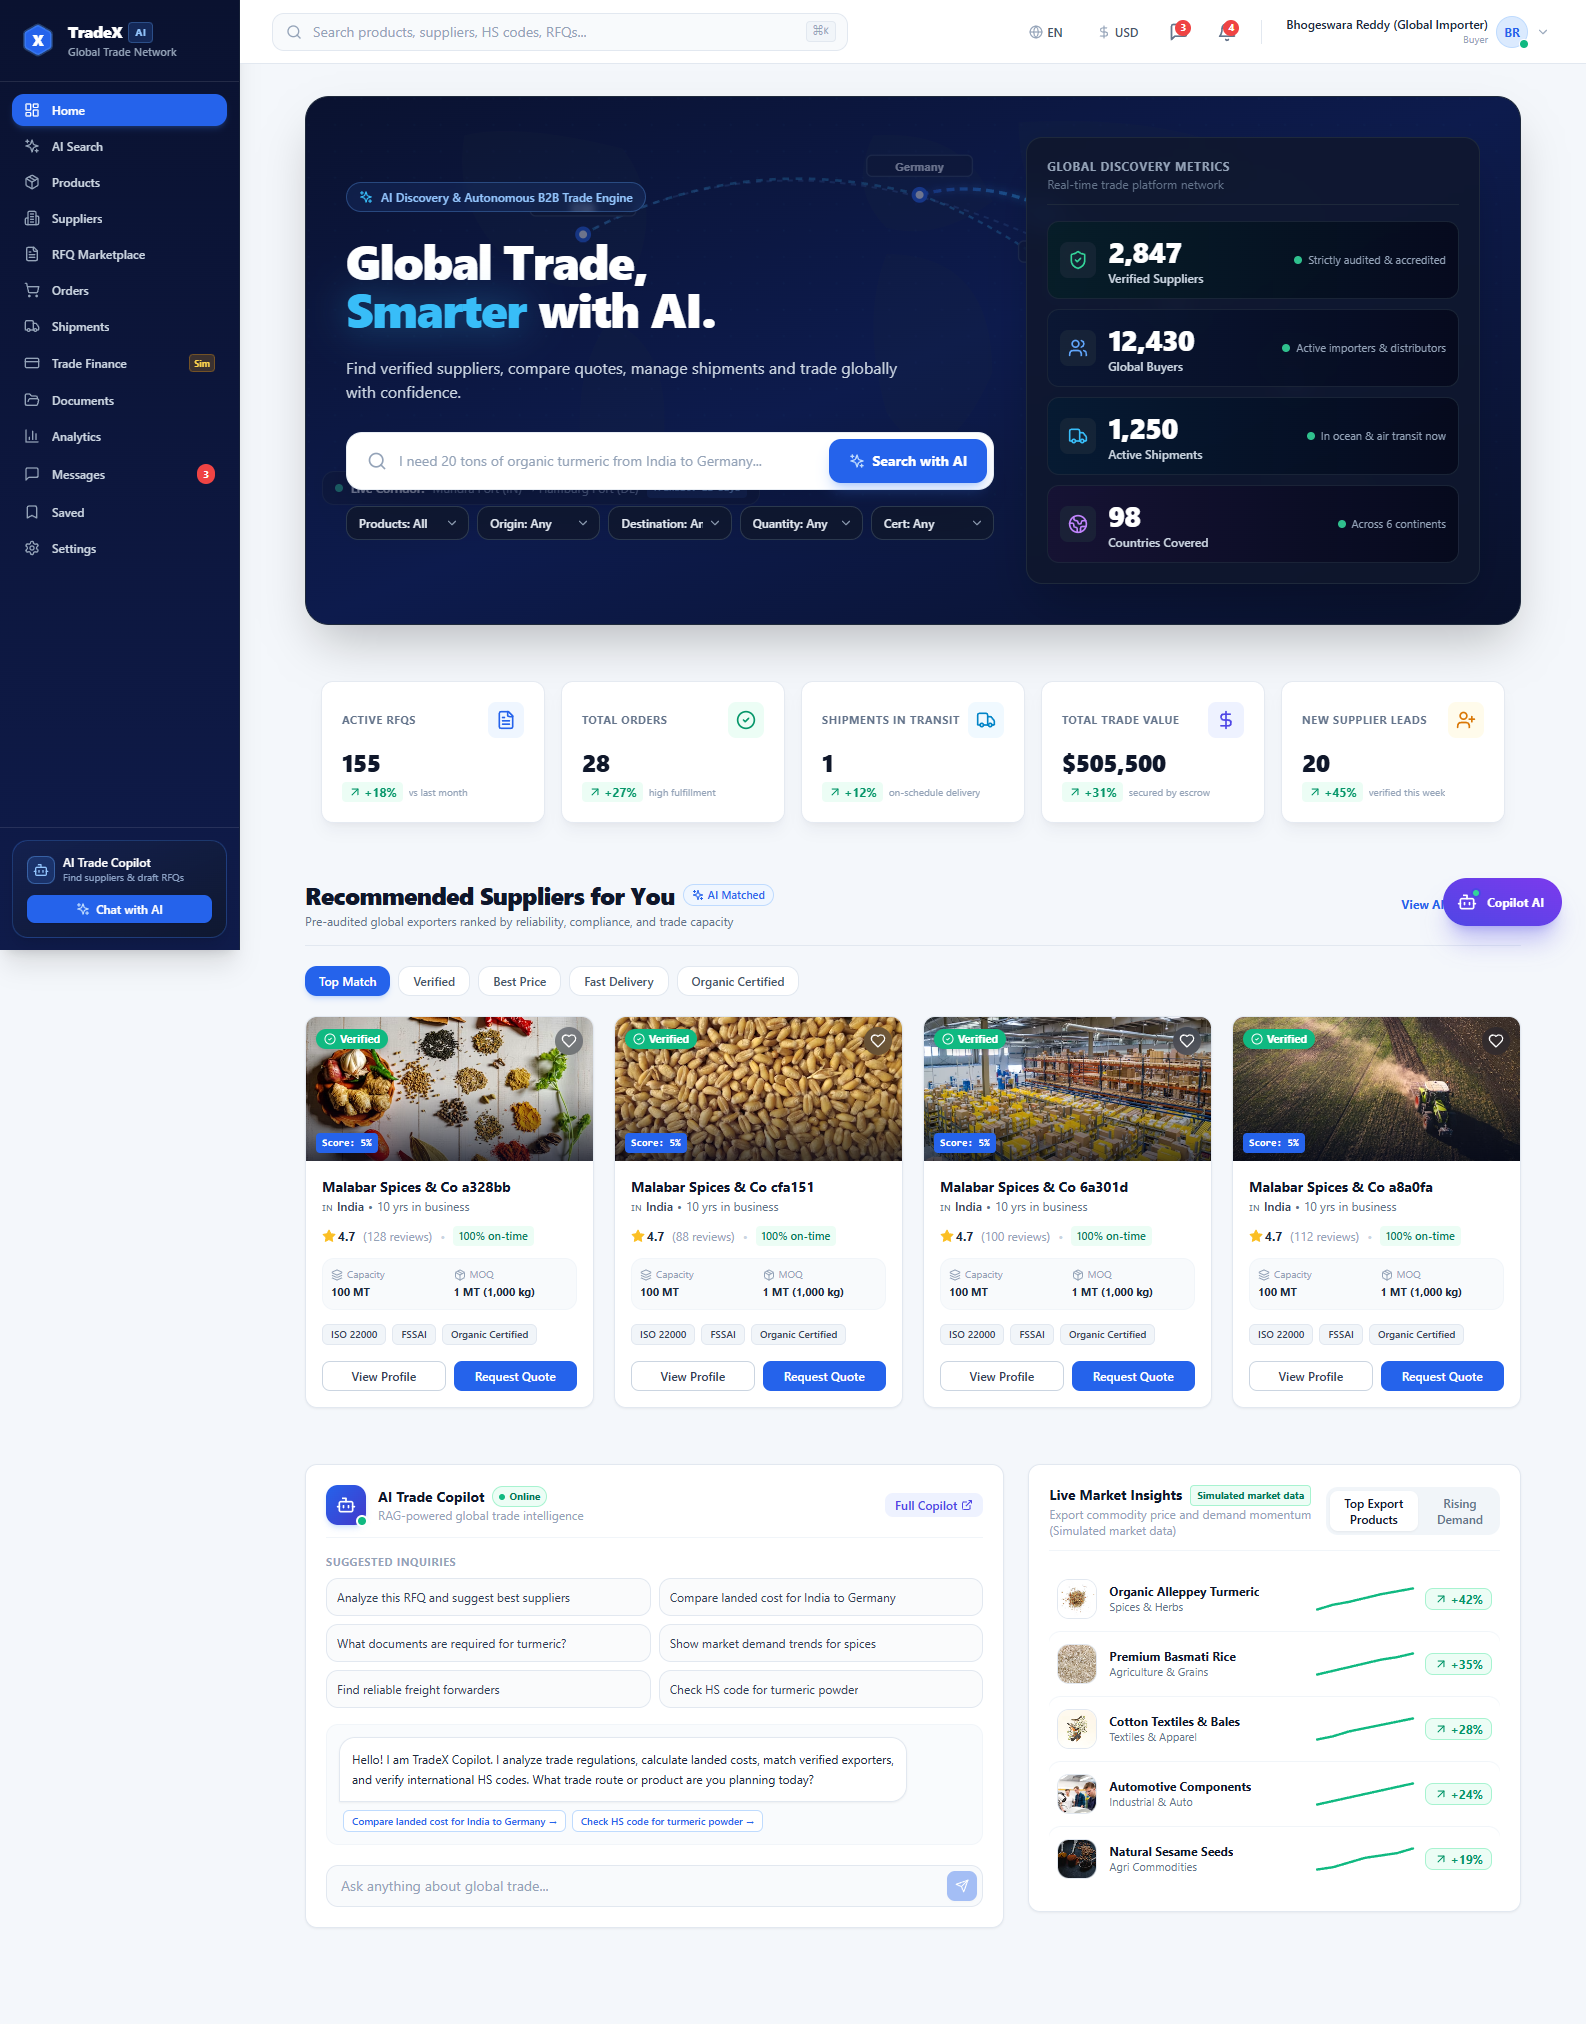 TradeX AI
Global Trade Network
Search products, suppliers, HS codes, RFQs...
⌘K
EN
USD
3
4
Bhogeswara Reddy (Global Importer)
Buyer
BR
Home
AI Search
Products
Suppliers
RFQ Marketplace
Orders
Shipments
Trade Finance
Sim
Documents
Analytics
Messages
3
Saved
Settings
AI Trade Copilot
Find suppliers & draft RFQs
Chat with AI
AI Discovery & Autonomous B2B Trade Engine
Germany
Global Trade,
Smarter with AI.
Find verified suppliers, compare quotes, manage shipments and trade globally
with confidence.
I need 20 tons of organic turmeric from India to Germany...
Search with AI
Products: All
Origin: Any
Destination: Ar
Quantity: Any
Cert: Any
GLOBAL DISCOVERY METRICS
Real-time trade platform network
2,847
Verified Suppliers
Strictly audited & accredited
12,430
Global Buyers
Active importers & distributors
1,250
Active Shipments
In ocean & air transit now
98
Countries Covered
Across 6 continents
ACTIVE RFQS
155
+18% vs last month
TOTAL ORDERS
28
+27% high fulfillment
SHIPMENTS IN TRANSIT
1
+12% on-schedule delivery
TOTAL TRADE VALUE
$505,500
+31% secured by escrow
NEW SUPPLIER LEADS
20
+45% verified this week
Recommended Suppliers for You
AI Matched
Pre-audited global exporters ranked by reliability, compliance, and trade capacity
View Al
Copilot AI
Top Match
Verified
Best Price
Fast Delivery
Organic Certified
Verified
Score: 5%
Malabar Spices & Co a328bb
IN India • 10 yrs in business
4.7 (128 reviews) • 100% on-time
Capacity
100 MT
MOQ
1 MT (1,000 kg)
ISO 22000
FSSAI
Organic Certified
View Profile
Request Quote
Verified
Score: 5%
Malabar Spices & Co cfa151
IN India • 10 yrs in business
4.7 (88 reviews) • 100% on-time
Capacity
100 MT
MOQ
1 MT (1,000 kg)
ISO 22000
FSSAI
Organic Certified
View Profile
Request Quote
Verified
Score: 5%
Malabar Spices & Co 6a301d
IN India • 10 yrs in business
4.7 (100 reviews) • 100% on-time
Capacity
100 MT
MOQ
1 MT (1,000 kg)
ISO 22000
FSSAI
Organic Certified
View Profile
Request Quote
Verified
Score: 5%
Malabar Spices & Co a8a0fa
IN India • 10 yrs in business
4.7 (112 reviews) • 100% on-time
Capacity
100 MT
MOQ
1 MT (1,000 kg)
ISO 22000
FSSAI
Organic Certified
View Profile
Request Quote
AI Trade Copilot
Online
RAG-powered global trade intelligence
Full Copilot
SUGGESTED INQUIRIES
Analyze this RFQ and suggest best suppliers
Compare landed cost for India to Germany
What documents are required for turmeric?
Show market demand trends for spices
Find reliable freight forwarders
Check HS code for turmeric powder
Hello! I am TradeX Copilot. I analyze trade regulations, calculate landed costs, match verified exporters,
and verify international HS codes. What trade route or product are you planning today?
Compare landed cost for India to Germany →
Check HS code for turmeric powder →
Ask anything about global trade...
Live Market Insights
Simulated market data
Export commodity price and demand momentum
(Simulated market data)
Top Export
Products
Rising
Demand
Organic Alleppey Turmeric
Spices & Herbs
+42%
Premium Basmati Rice
Agriculture & Grains
+35%
Cotton Textiles & Bales
Textiles & Apparel
+28%
Automotive Components
Industrial & Auto
+24%
Natural Sesame Seeds
Agri Commodities
+19%